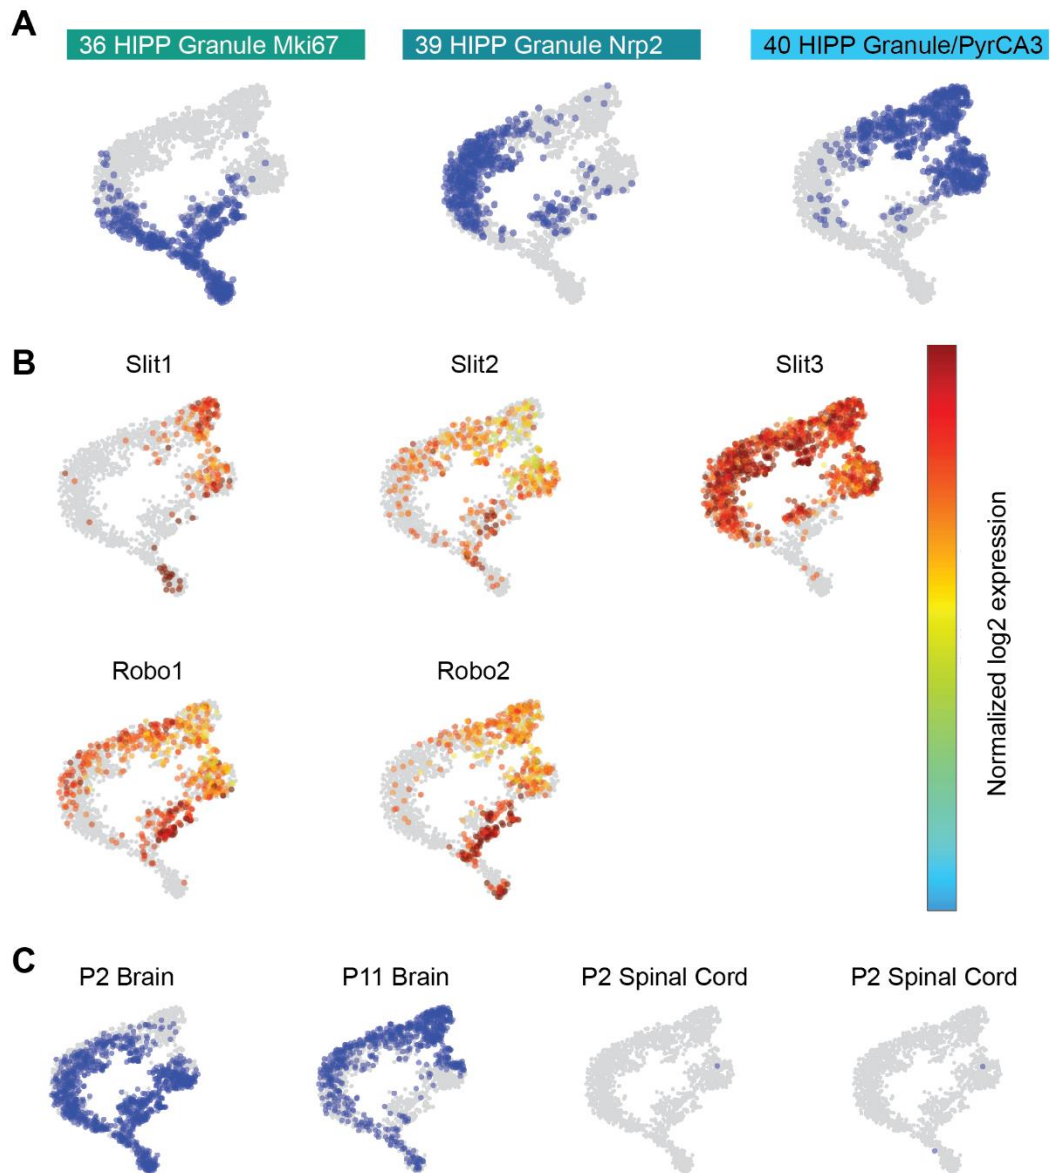 A
36 HIPP Granule Mki67
39 HIPP Granule Nrp2
40 HIPP Granule/PyrCA3
B
Slit1
Slit2
Slit3
Robo1
Robo2
Normalized log2 expression
C
P2 Brain
P11 Brain
P2 Spinal Cord
P2 Spinal Cord